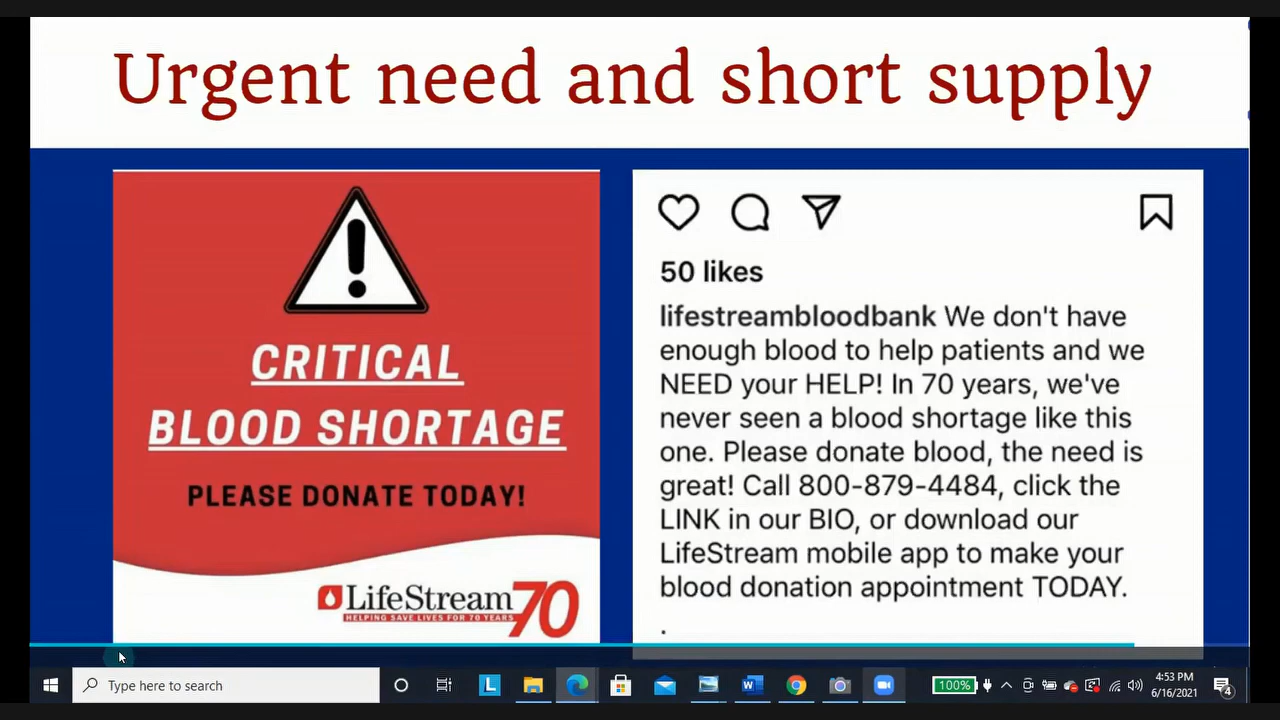 Urgent need and short supply
CRITICAL
BLOOD SHORTAGE
PLEASE DONATE TODAY!
LifeStream 70
HELPING SAVE LIVES FOR 70 YEARS
50 likes
lifestreambloodbank We don't have
enough blood to help patients and we
NEED your HELP! In 70 years, we've
never seen a blood shortage like this
one. Please donate blood, the need is
great! Call 800-879-4484, click the
LINK in our BIO, or download our
LifeStream mobile app to make your
blood donation appointment TODAY.
.
Type here to search
L
W
100%
4:53 PM
6/16/2021
4